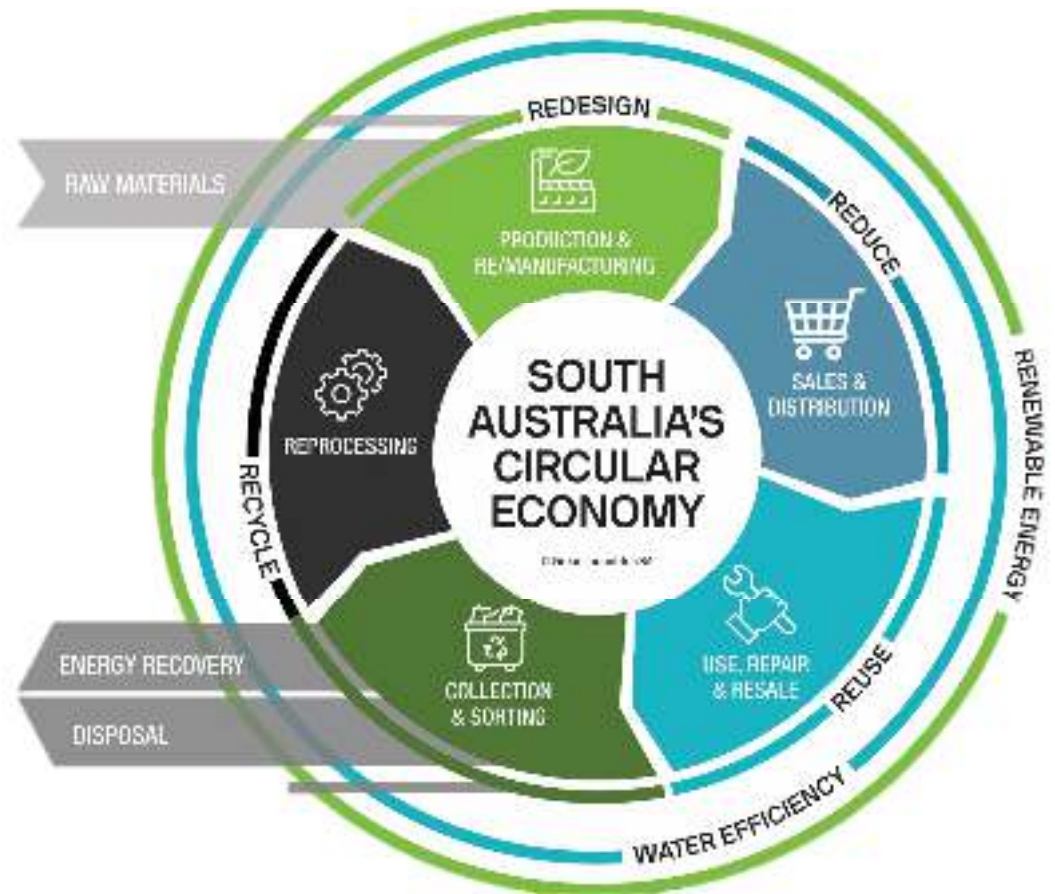 REDESIGN
RAW MATERIALS
PRODUCTION &
RE/MANUFACTURING
REDUCE
SALES &
DISTRIBUTION
RENEWABLE ENERGY
SOUTH
AUSTRALIA'S
CIRCULAR
ECONOMY
REPROCESSING
RECYCLE
USE, REPAIR
& RESALE
REUSE
COLLECTION
& SORTING
ENERGY RECOVERY
DISPOSAL
WATER EFFICIENCY